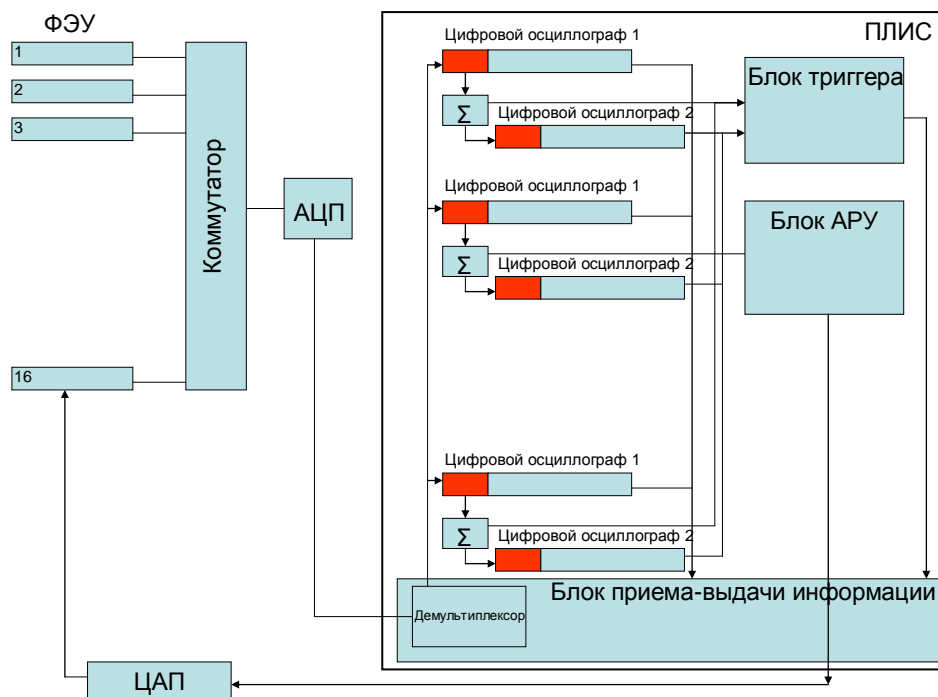 ФЭУ
1
2
3
16
Коммутатор
АЦП
ПЛИС
Цифровой осциллограф 1
Σ
Цифровой осциллограф 2
Цифровой осциллограф 1
Σ
Цифровой осциллограф 2
Цифровой осциллограф 1
Σ
Цифровой осциллограф 2
Блок триггера
Блок АРУ
Блок приема-выдачи информации
Демультиплексор
ЦАП